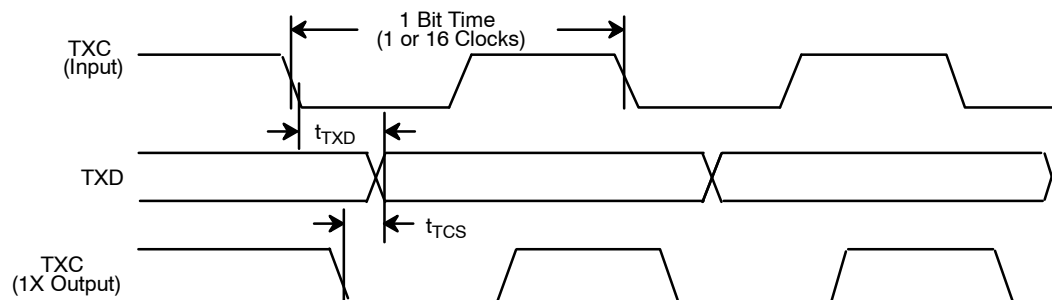 1 Bit Time
(1 or 16 Clocks)
TXC
(Input)
tTXD
TXD
tTCS
TXC
(1X Output)